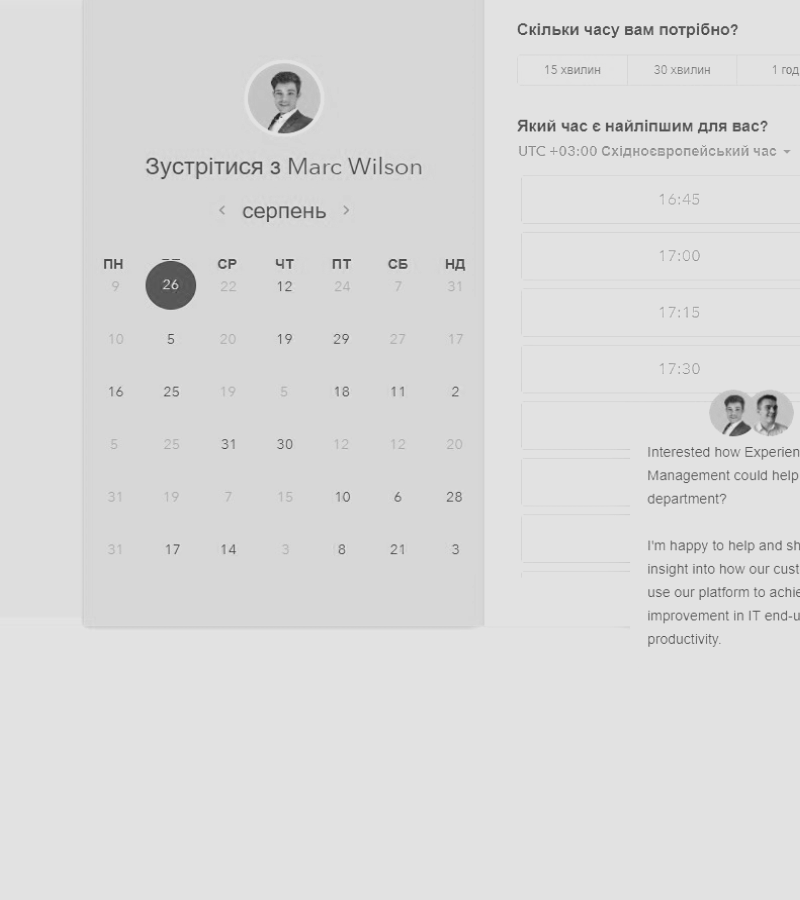 Зустрітися з Marc Wilson
серпень
ПН СР ЧТ ПТ СБ НД
9 26 22 12 24 7 31
10 5 20 19 29 27 17
16 25 19 5 18 11 2
5 25 31 30 12 12 20
31 19 7 15 10 6 28
31 17 14 3 8 21 3
Скільки часу вам потрібно?
15 хвилин 30 хвилин 1 год
Який час є найліпшим для вас?
UTC +03:00 Східноєвропейський час
16:45
17:00
17:15
17:30
Interested how Experien
Management could help
department?
I'm happy to help and sh
insight into how our cust
use our platform to achie
improvement in IT end-u
productivity.